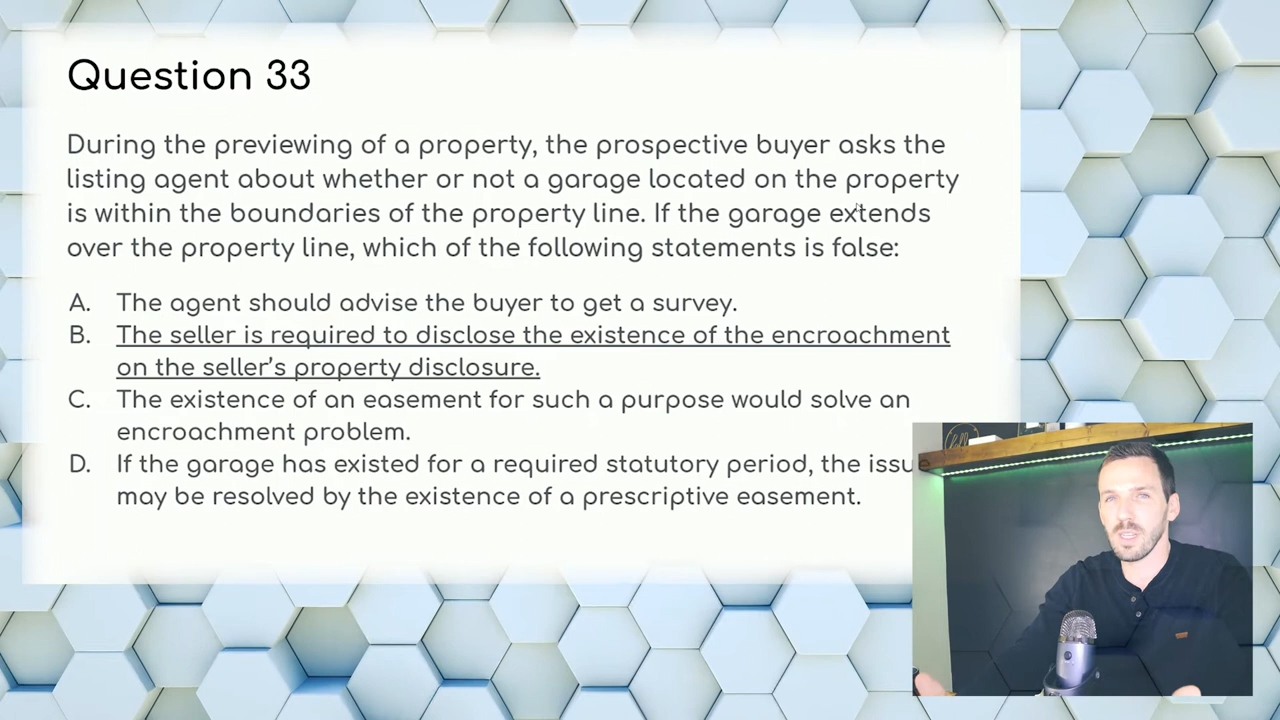 Question 33
During the previewing of a property, the prospective buyer asks the
listing agent about whether or not a garage located on the property
is within the boundaries of the property line. If the garage extends
over the property line, which of the following statements is false:
A. The agent should advise the buyer to get a survey.
B. The seller is required to disclose the existence of the encroachment
on the seller's property disclosure.
C. The existence of an easement for such a purpose would solve an
encroachment problem.
D. If the garage has existed for a required statutory period, the issue
may be resolved by the existence of a prescriptive easement.